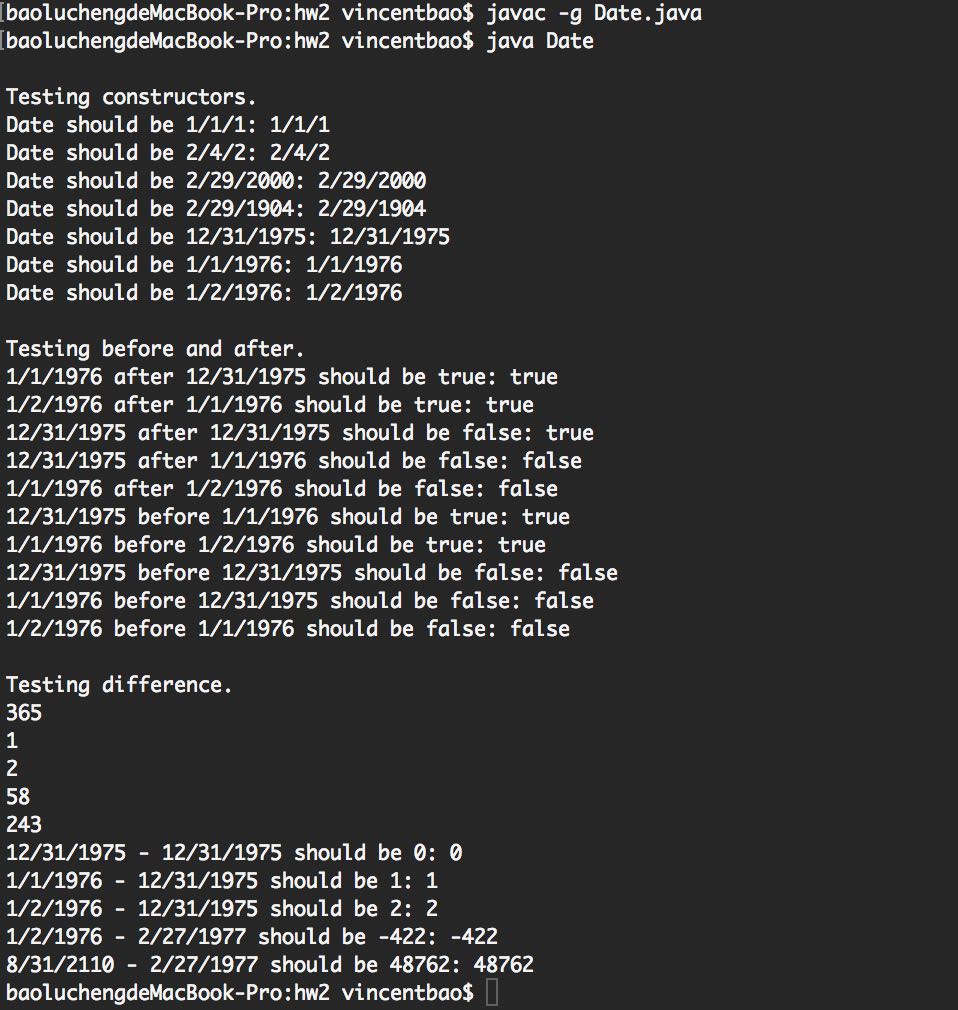 [baoluchengdeMacBook-Pro:hw2 vincentbao$ javac -g Date.java
[baoluchengdeMacBook-Pro:hw2 vincentbao$ java Date
Testing constructors.
Date should be 1/1/1: 1/1/1
Date should be 2/4/2: 2/4/2
Date should be 2/29/2000: 2/29/2000
Date should be 2/29/1904: 2/29/1904
Date should be 12/31/1975: 12/31/1975
Date should be 1/1/1976: 1/1/1976
Date should be 1/2/1976: 1/2/1976
Testing before and after.
1/1/1976 after 12/31/1975 should be true: true
1/2/1976 after 1/1/1976 should be true: true
12/31/1975 after 12/31/1975 should be false: true
12/31/1975 after 1/1/1976 should be false: false
1/1/1976 after 1/2/1976 should be false: false
12/31/1975 before 1/1/1976 should be true: true
1/1/1976 before 1/2/1976 should be true: true
12/31/1975 before 12/31/1975 should be false: false
1/1/1976 before 12/31/1975 should be false: false
1/2/1976 before 1/1/1976 should be false: false
Testing difference.
365
1
2
58
243
12/31/1975 - 12/31/1975 should be 0: 0
1/1/1976 - 12/31/1975 should be 1: 1
1/2/1976 - 12/31/1975 should be 2: 2
1/2/1976 - 2/27/1977 should be -422: -422
8/31/2110 - 2/27/1977 should be 48762: 48762
baoluchengdeMacBook-Pro:hw2 vincentbao$